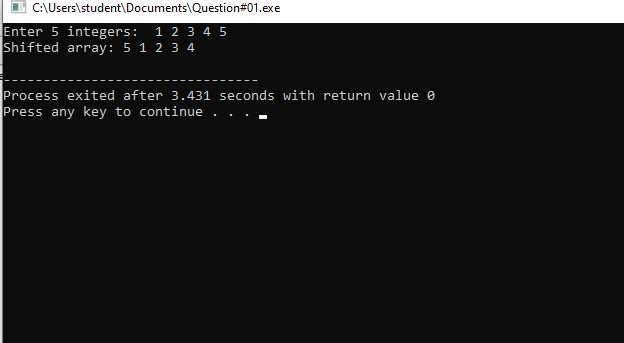 C:\Users\student\Documents\Question#01.exe
Enter 5 integers:  1 2 3 4 5
Shifted array: 5 1 2 3 4
--------------------------------
Process exited after 3.431 seconds with return value 0
Press any key to continue . . .